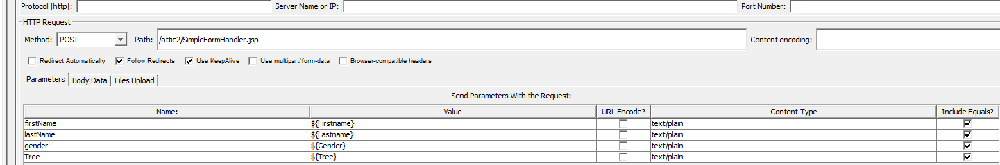 Protocol [http]: Server Name or IP: Port Number:
HTTP Request
Method: POST Path: /attic2/SimpleFormHandler.jsp Content encoding:
Redirect Automatically Follow Redirects Use KeepAlive Use multipart/form-data Browser-compatible headers
Parameters Body Data Files Upload
Send Parameters With the Request:
Name: Value URL Encode? Content-Type Include Equals?
firstName ${Firstname} text/plain
lastName ${Lastname} text/plain
gender ${Gender} text/plain
Tree ${Tree} text/plain